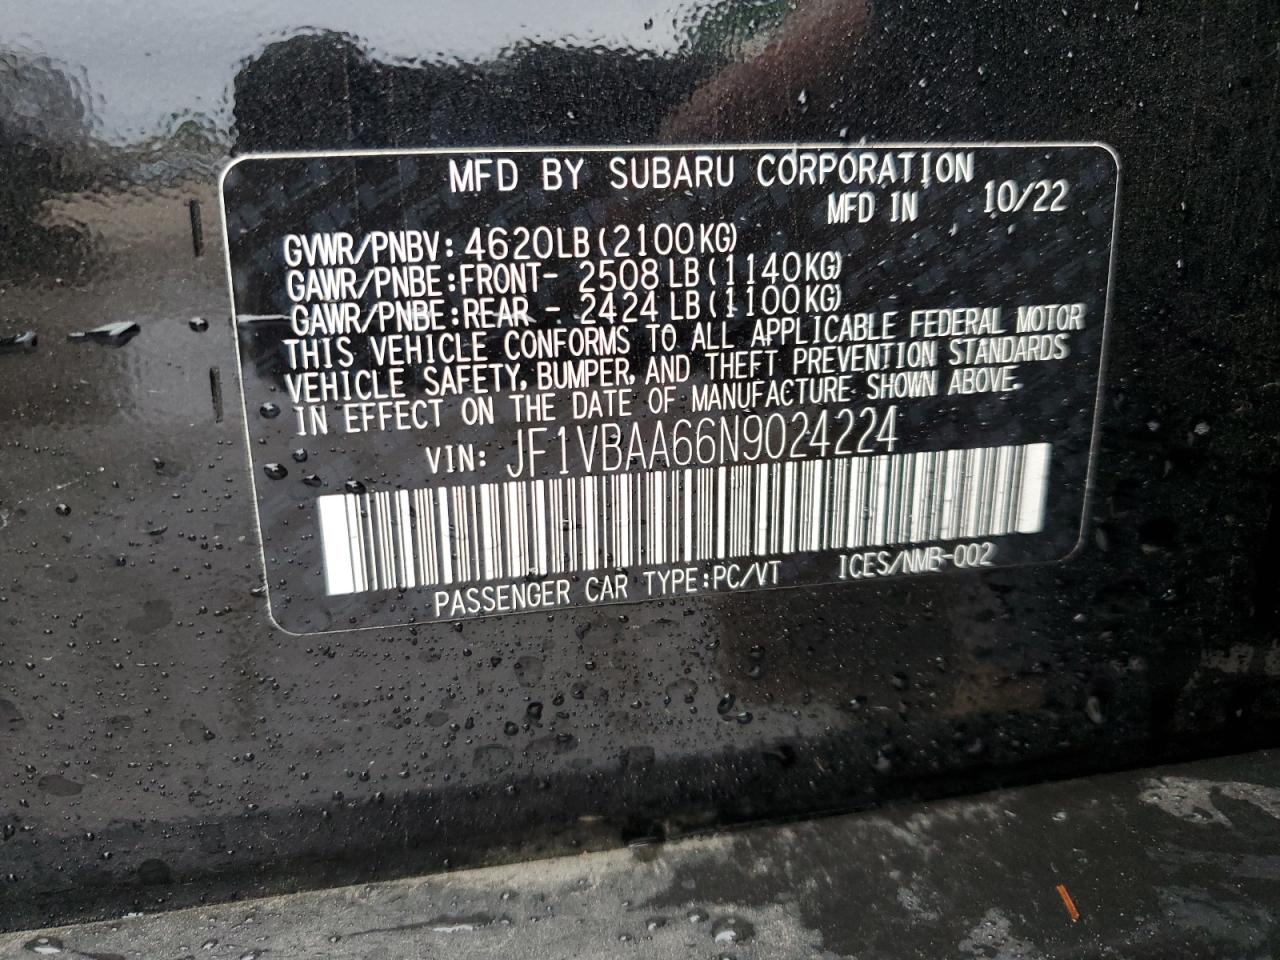 MFD BY SUBARU CORPORATION
MFD IN 10/22
GVWR/PNBV: 4620LB (2100KG)
GAWR/PNBE:FRONT- 2508 LB (1140KG)
GAWR/PNBE:REAR - 2424 LB (1100KG)
THIS VEHICLE CONFORMS TO ALL APPLICABLE FEDERAL MOTOR
VEHICLE SAFETY, BUMPER, AND THEFT PREVENTION STANDARDS
IN EFFECT ON THE DATE OF MANUFACTURE SHOWN ABOVE.
VIN: JF1VBAA66N9024224
PASSENGER CAR TYPE:PC/VT ICES/NMB-002